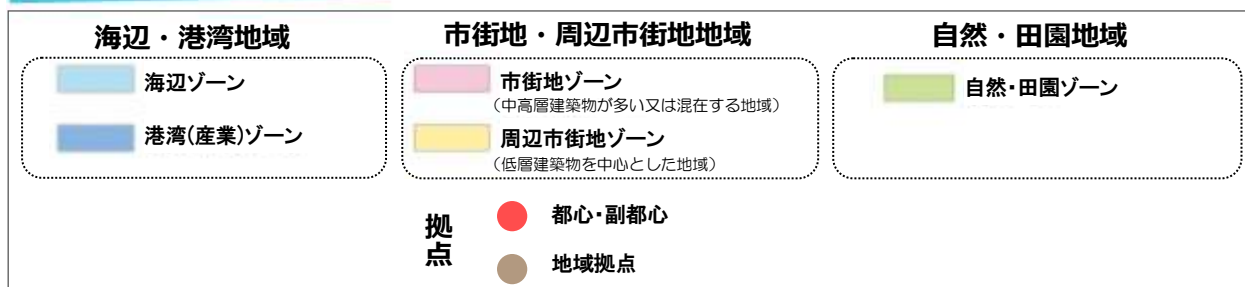 海辺・港湾地域
海辺ゾーン
港湾(産業)ゾーン
市街地・周辺市街地地域
市街地ゾーン
（中高層建築物が多い又は混在する地域）
周辺市街地ゾーン
（低層建築物を中心とした地域）
自然・田園地域
自然・田園ゾーン
拠点
都心・副都心
地域拠点